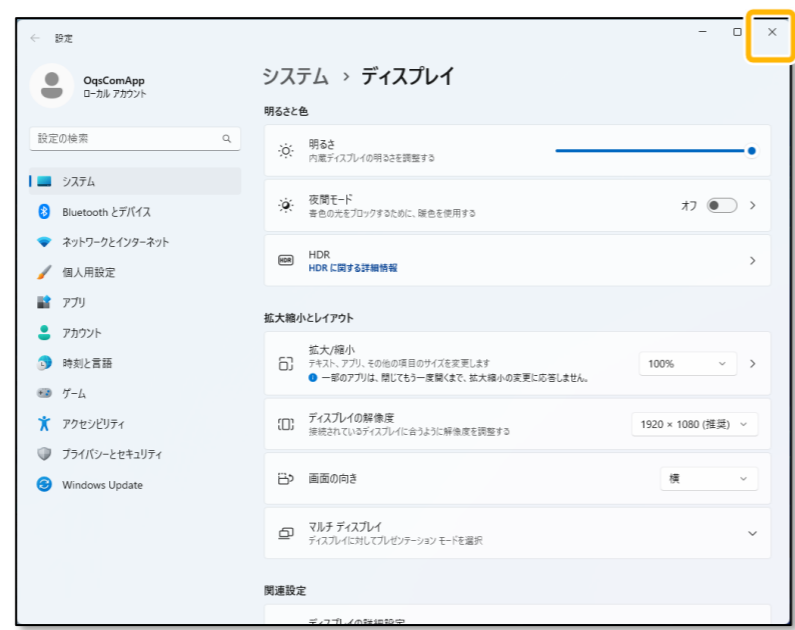 設定
OqsComApp
ローカル アカウント
設定の検索
システム
Bluetooth とデバイス
ネットワークとインターネット
個人用設定
アプリ
アカウント
時刻と言語
ゲーム
アクセシビリティ
プライバシーとセキュリティ
Windows Update
システム > ディスプレイ
明るさと色
明るさ
内蔵ディスプレイの明るさを調整する
夜間モード
青色の光をブロックするために、暖色を使用する
オフ
HDR
HDR
HDR に関する詳細情報
拡大縮小とレイアウト
拡大/縮小
テキスト、アプリ、その他の項目のサイズを変更します
一部のアプリは、閉じてもう一度開くまで、拡大縮小の変更に応答しません。
100%
ディスプレイの解像度
接続されているディスプレイに合うように解像度を調整する
1920 × 1080 (推奨)
画面の向き
横
マルチ ディスプレイ
ディスプレイに対してプレゼンテーション モードを選択
関連設定
ディスプレイの詳細設定